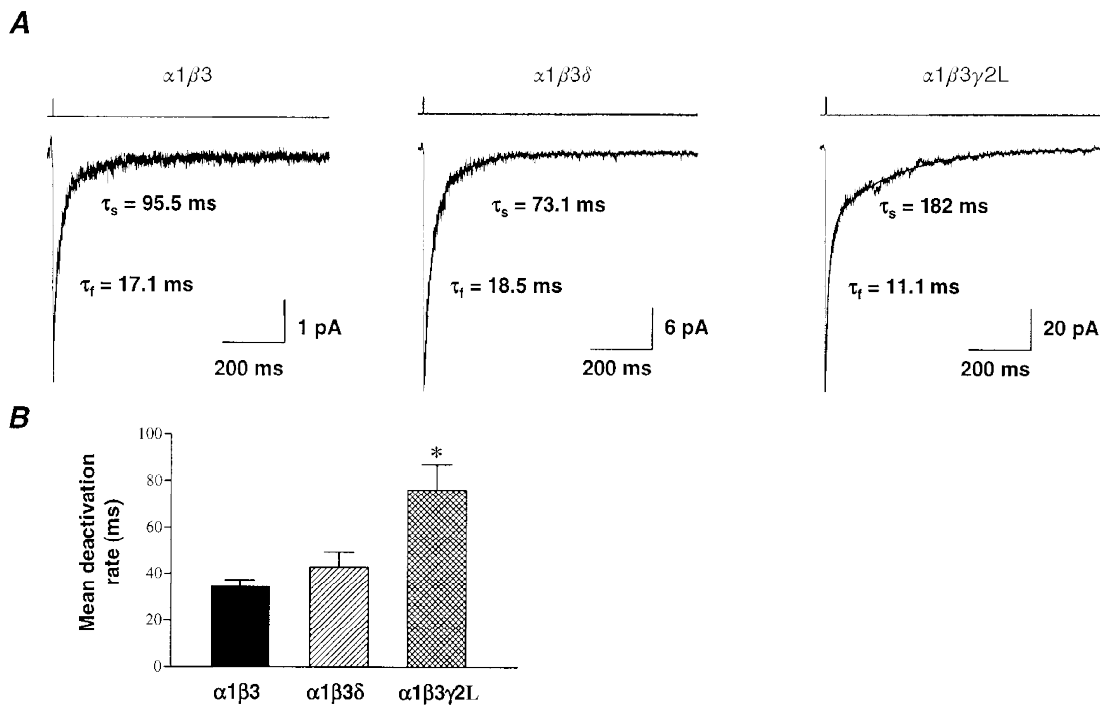 A
α1β3 α1β3δ α1β3γ2L
τs = 95.5 ms τs = 73.1 ms τs = 182 ms
τf = 17.1 ms τf = 18.5 ms τf = 11.1 ms
1 pA 6 pA 20 pA
200 ms 200 ms 200 ms
B
Mean deactivation
rate (ms)
100
80
60
40
20
0
*
α1β3 α1β3δ α1β3γ2L